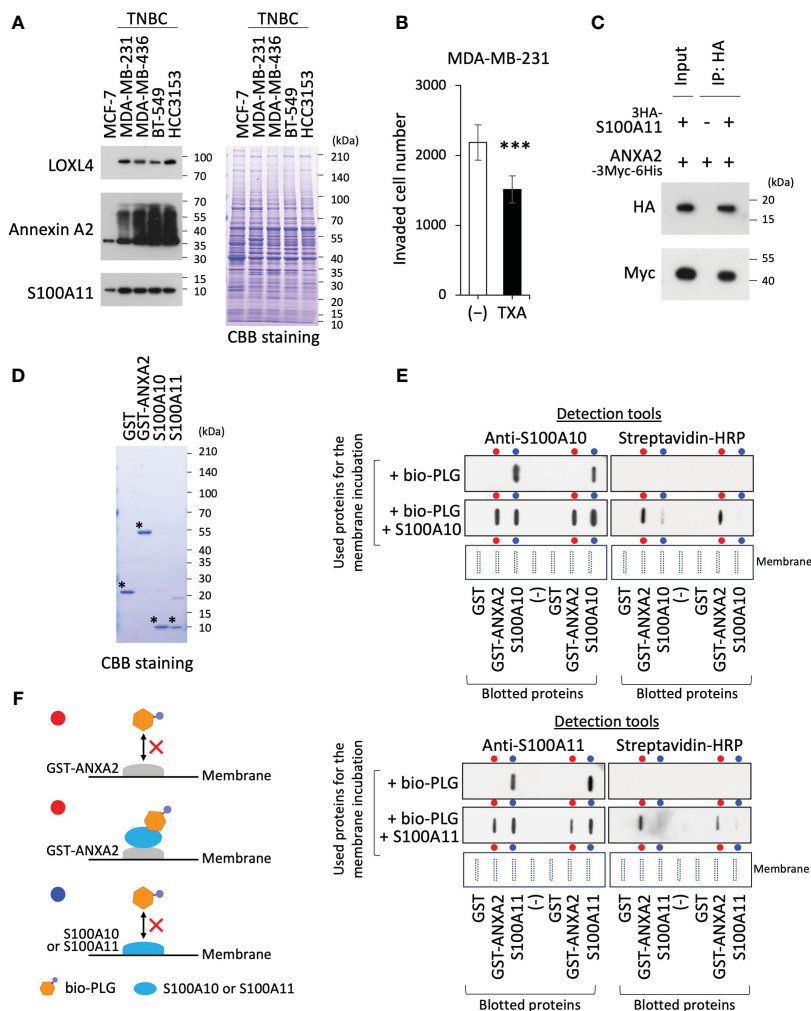 A
TNBC
MCF-7
MDA-MB-231
MDA-MB-436
BT-549
HCC3153
LOXL4
100
70
Annexin A2
70
55
40
35
30
S100A11
15
10
TNBC
MCF-7
MDA-MB-231
MDA-MB-436
BT-549
HCC3153
(kDa)
210
140
100
70
55
40
35
30
20
15
10
CBB staining
B
MDA-MB-231
Invaded cell number
3000
2000
1000
0
***
(−) TXA
C
Input
IP: HA
3HA-
S100A11
+ - +
ANXA2
-3Myc-6His
+ + +
(kDa)
HA
20
15
Myc
55
40
D
GST
GST-ANXA2
S100A10
S100A11
(kDa)
210
140
100
70
55
40
35
30
20
10
* * * *
CBB staining
E
Detection tools
Anti-S100A10 Streptavidin-HRP
Used proteins for the
membrane incubation
+ bio-PLG
+ bio-PLG
+ S100A10
Membrane
GST
GST-ANXA2
S100A10
(-)
GST
GST-ANXA2
S100A10
GST
GST-ANXA2
S100A10
(-)
GST
GST-ANXA2
S100A10
Blotted proteins Blotted proteins
Detection tools
Anti-S100A11 Streptavidin-HRP
Used proteins for the
membrane incubation
+ bio-PLG
+ bio-PLG
+ S100A11
Membrane
GST
GST-ANXA2
S100A11
(-)
GST
GST-ANXA2
S100A11
GST
GST-ANXA2
S100A11
(-)
GST
GST-ANXA2
S100A11
Blotted proteins Blotted proteins
F
GST-ANXA2
Membrane
GST-ANXA2
Membrane
S100A10
or S100A11
Membrane
bio-PLG
S100A10 or S100A11